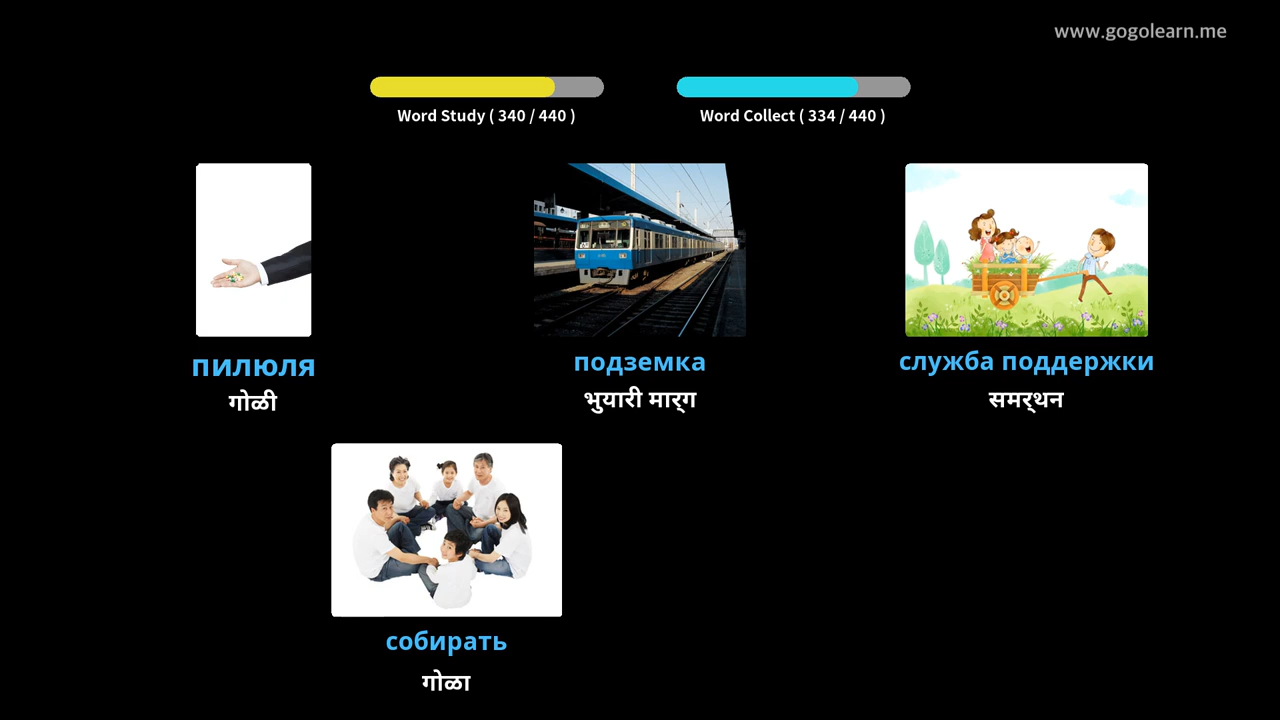 www.gogolearn.me
Word Study ( 340 / 440 )
Word Collect ( 334 / 440 )
пилюля
गोळी
подземка
भुयारी मार्ग
служба поддержки
समर्थन
собирать
गोळा